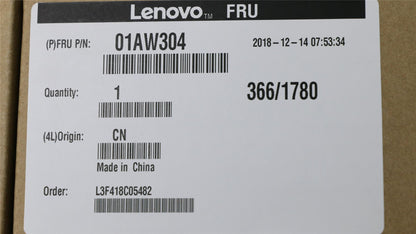 Lenovo™ FRU
(P)FRU P/N: 01AW304 2018-12-14 07:53:34
Quantity: 1 366/1780
(4L)Origin: CN
Made in China
Order: L3F418C05482